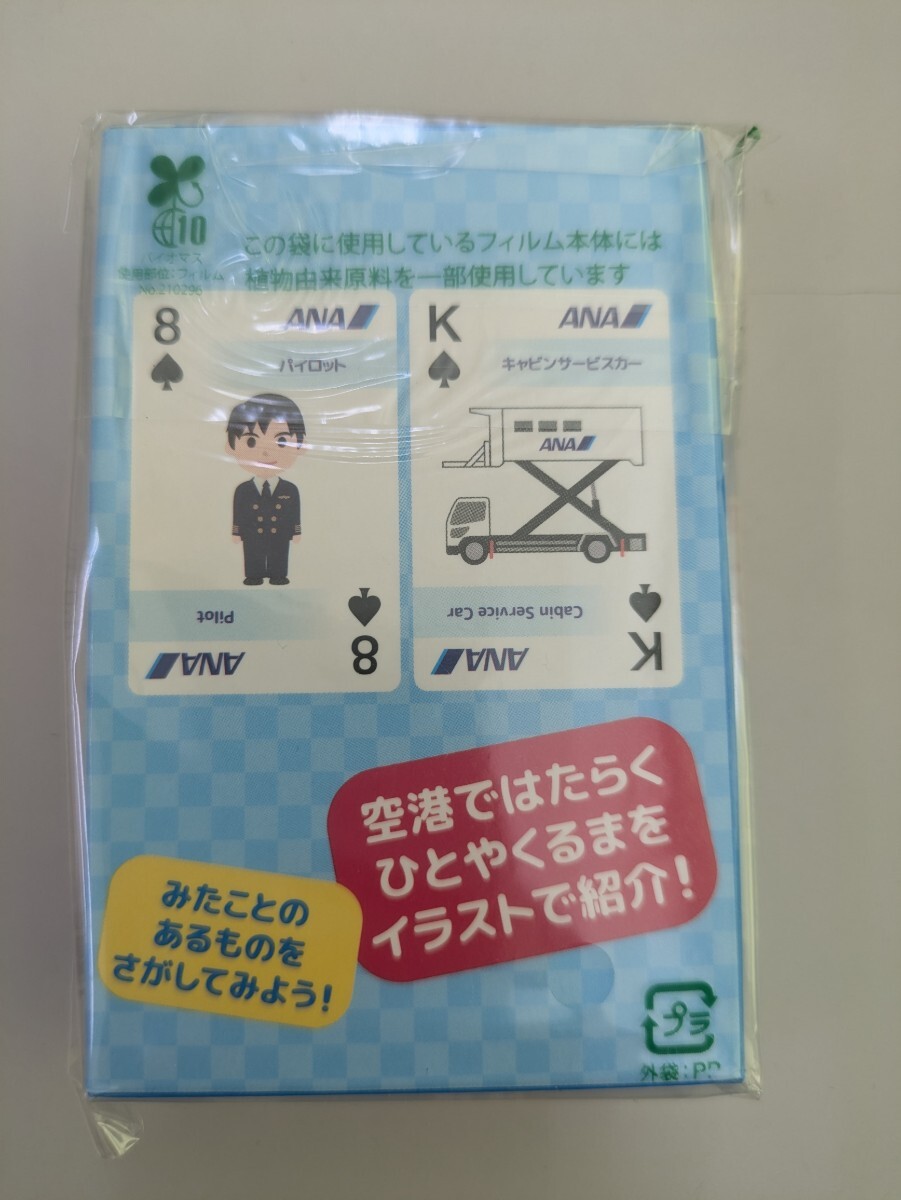 10
バイオマス
使用部位:フィルム
No.210296
この袋に使用しているフィルム本体には
植物由来原料を一部使用しています
8
ANA
パイロット
Pilot
ANA
8
K
ANA
キャビンサービスカー
ANA
Cabin Service Car
ANA
K
空港ではたらく
ひとやくるまを
イラストで紹介!
みたことの
あるものを
さがしてみよう!
プラ
外袋:PP